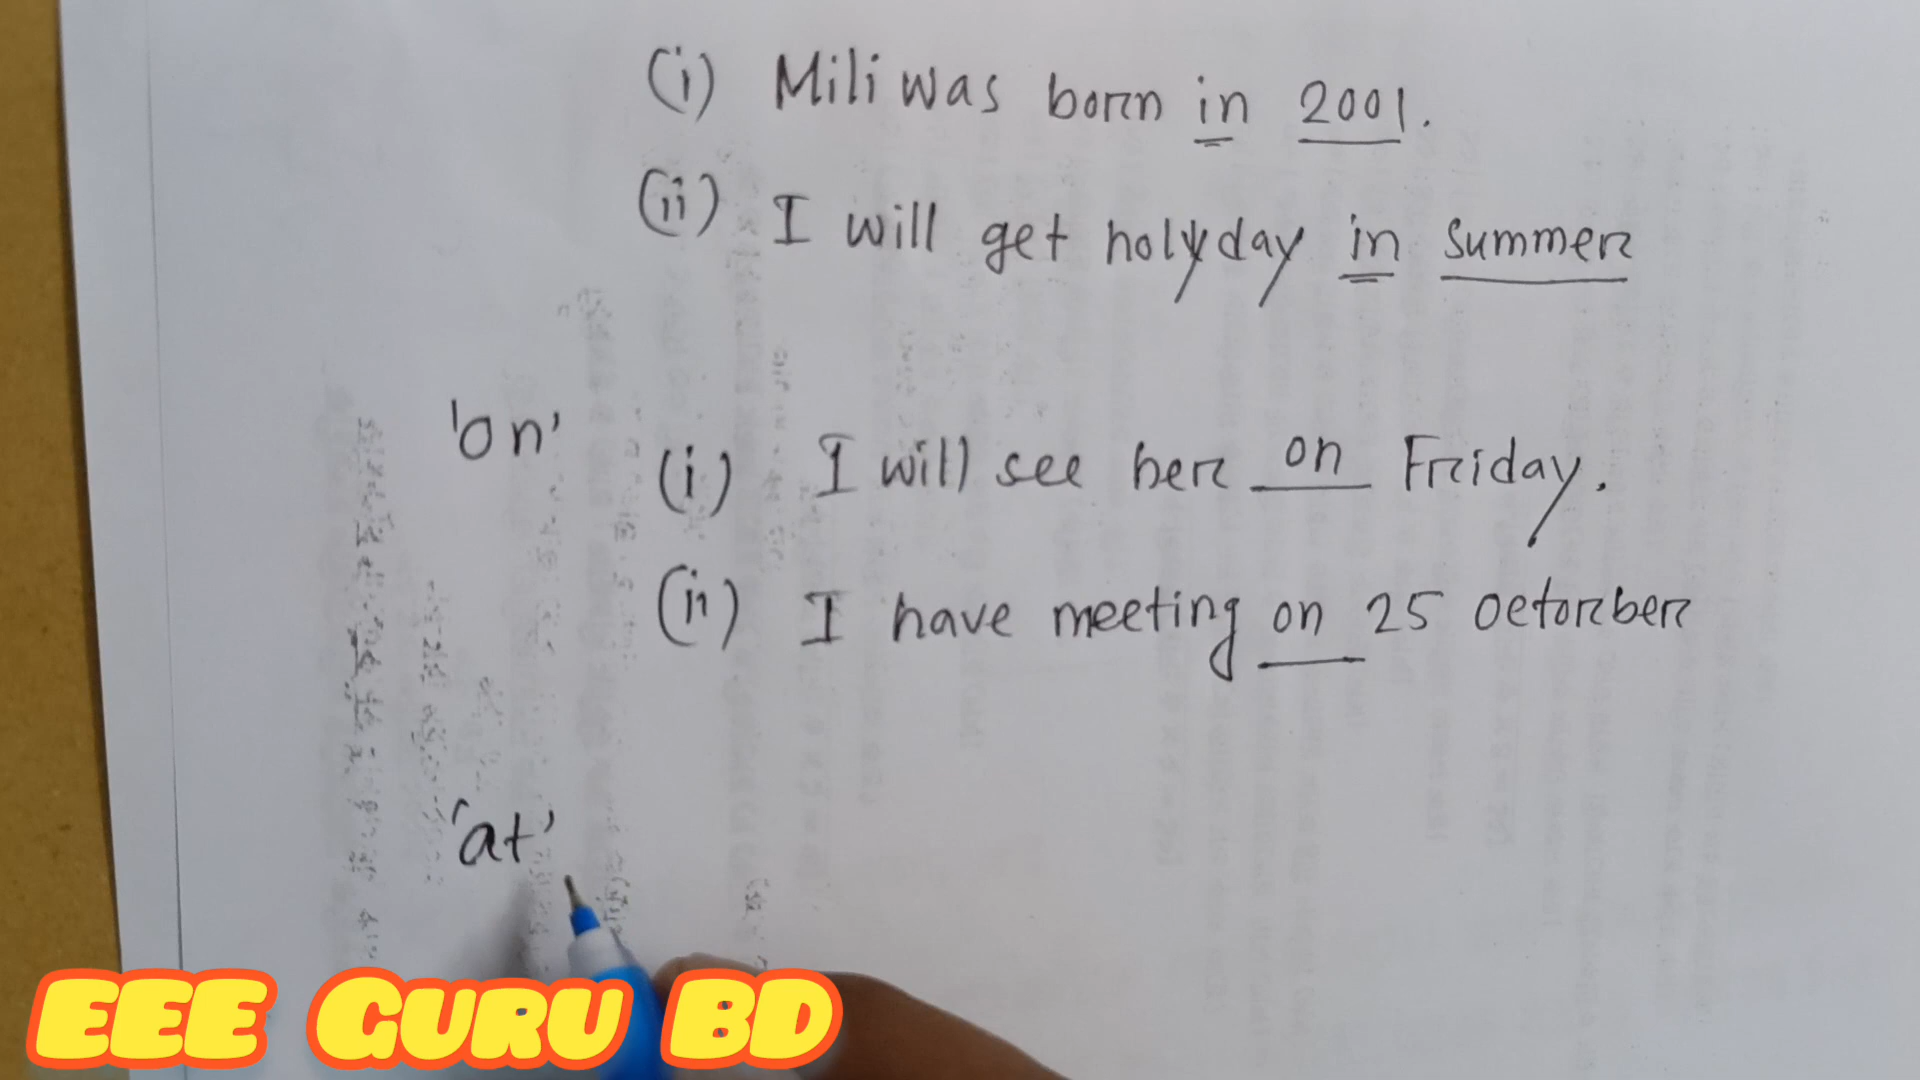 (i) Mili was born in 2001.
(ii) I will get holyday in summer
'on'
(i) I will see her on Friday.
(ii) I have meeting on 25 Octorber
'at'
EEE GURU BD